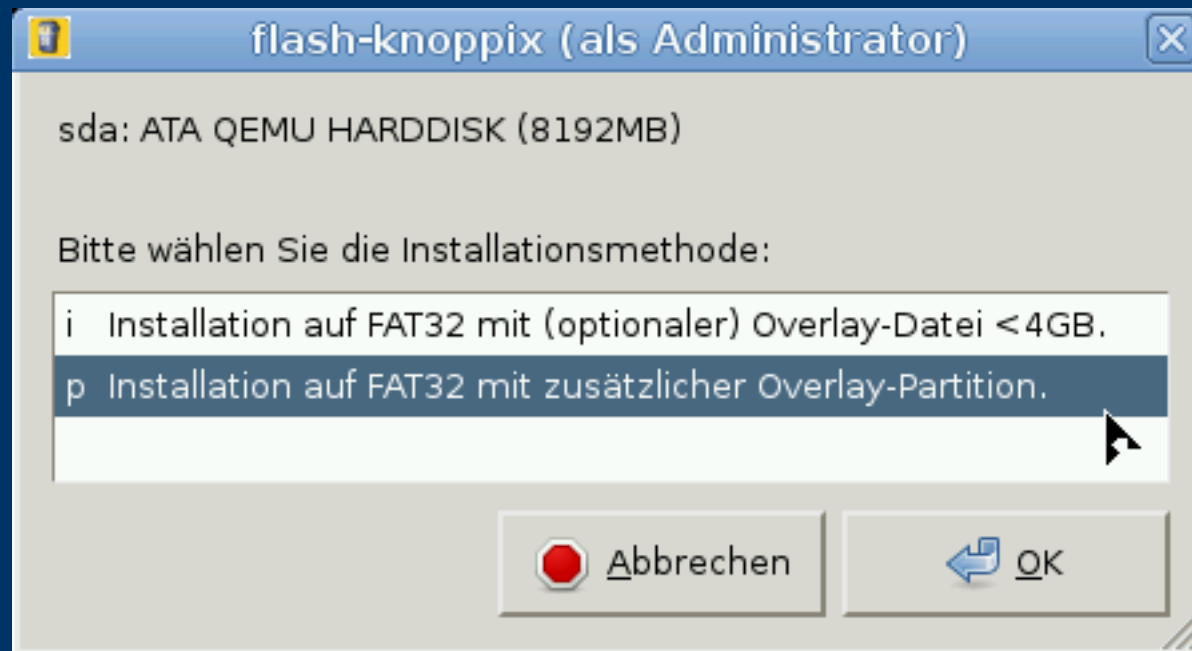 flash-knoppix (als Administrator)
sda: ATA QEMU HARDDISK (8192MB)
Bitte wählen Sie die Installationsmethode:
i Installation auf FAT32 mit (optionaler) Overlay-Datei <4GB.
p Installation auf FAT32 mit zusätzlicher Overlay-Partition.
Abbrechen
OK